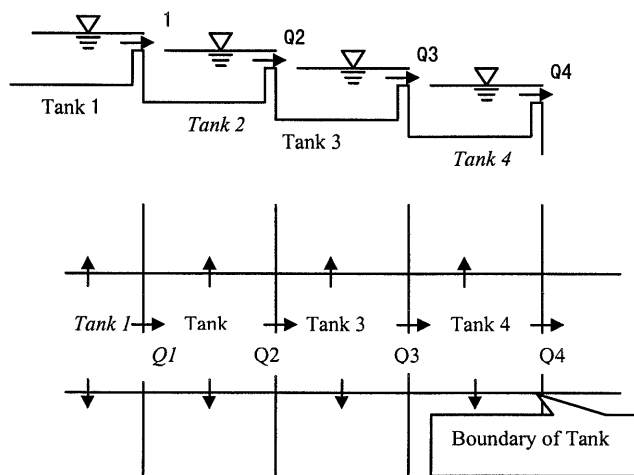 1
Q2
Q3
Q4
Tank 1
Tank 2
Tank 3
Tank 4
Tank 1
Tank
Tank 3
Tank 4
Q1
Q2
Q3
Q4
Boundary of Tank